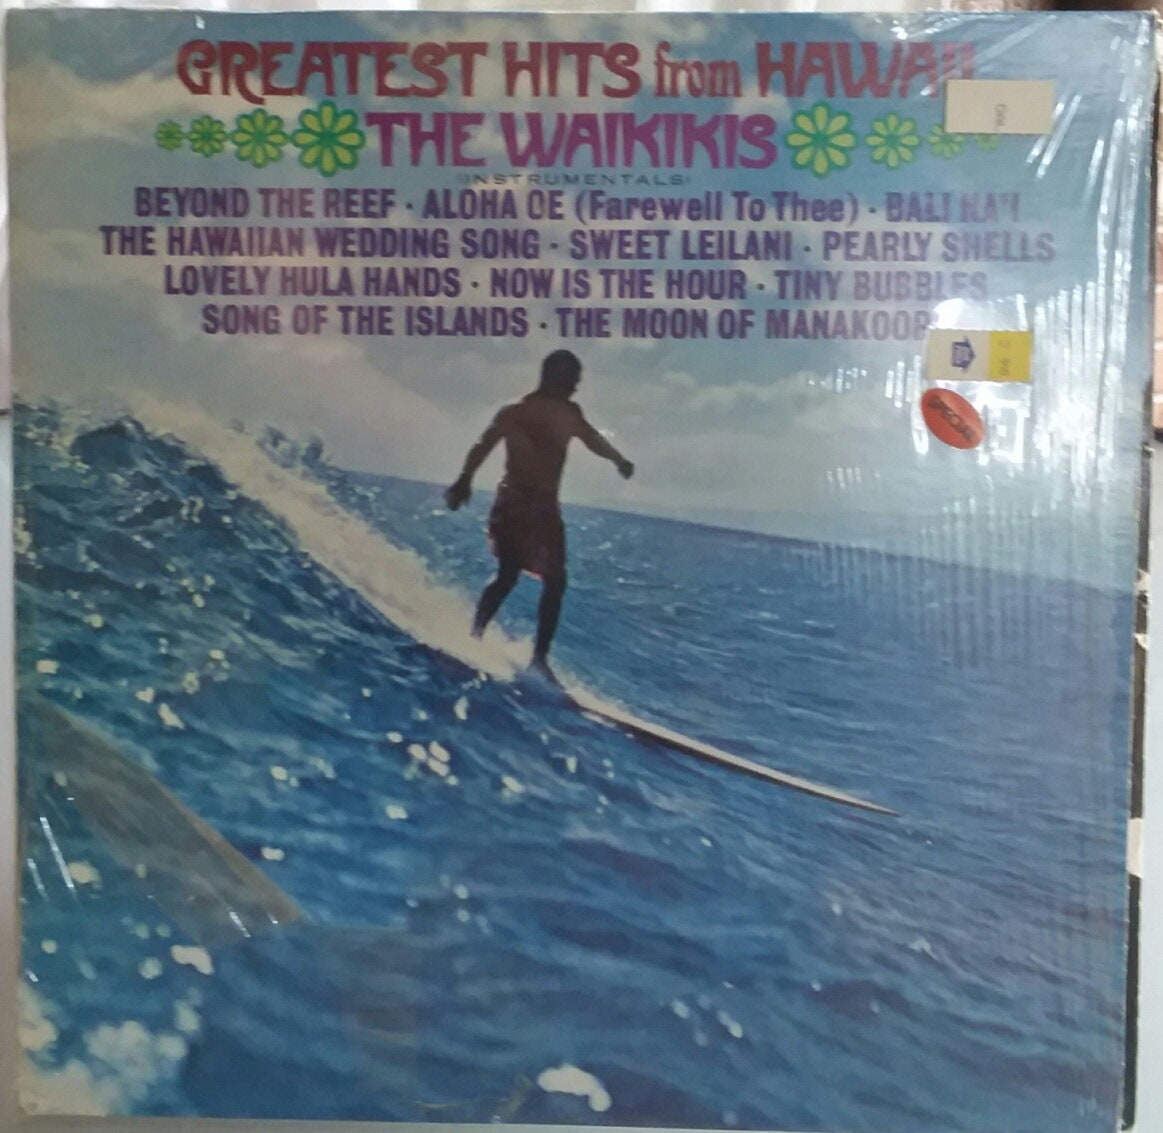 GREATEST HITS from HAWAII
THE WAIKIKIS
(INSTRUMENTALS)
BEYOND THE REEF · ALOHA OE (Farewell To Thee) · BALI HA'I
THE HAWAIIAN WEDDING SONG · SWEET LEILANI · PEARLY SHELLS
LOVELY HULA HANDS · NOW IS THE HOUR · TINY BUBBLES
SONG OF THE ISLANDS · THE MOON OF MANAKOORA
SPECIAL